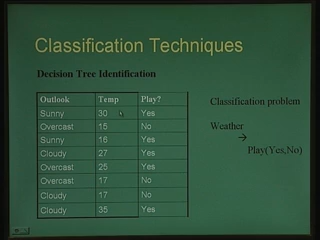 Classification Techniques
Decision Tree Identification
Outlook Temp Play?
Sunny 30 Yes
Overcast 15 No
Sunny 16 Yes
Cloudy 27 Yes
Overcast 25 Yes
Overcast 17 No
Cloudy 17 No
Cloudy 35 Yes
Classification problem
Weather
→
Play(Yes,No)